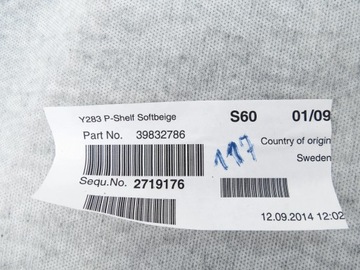 Y283 P-Shelf Softbeige
S60 01/09
Part No. 39832786
Country of origin
Sweden
117
Sequ.No. 2719176
12.09.2014 12:02